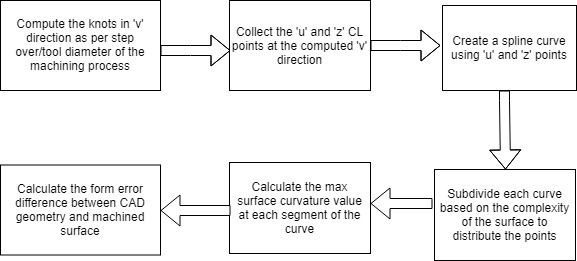 Compute the knots in 'v'
direction as per step
over/tool diameter of the
machining process
Collect the 'u' and 'z' CL
points at the computed 'v'
direction
Create a spline curve
using 'u' and 'z' points
Subdivide each curve
based on the complexity
of the surface to
distribute the points
Calculate the max
surface curvature value
at each segment of the
curve
Calculate the form error
difference between CAD
geometry and machined
surface